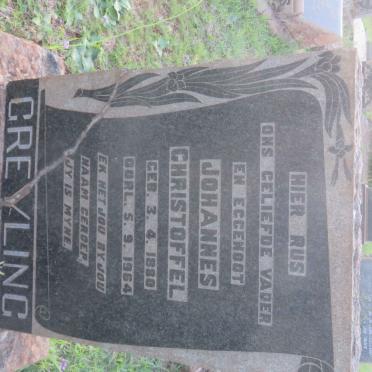 HIER RUS
ONS GELIEFDE VADER
EN EGGENOOT
JOHANNES
CHRISTOFFEL
GEB. 3.4.1880
OORL. 5.9.1964
EK HET JOU BY JOU
NAAM GEROEP,
JY IS MYNE.
GREYLING